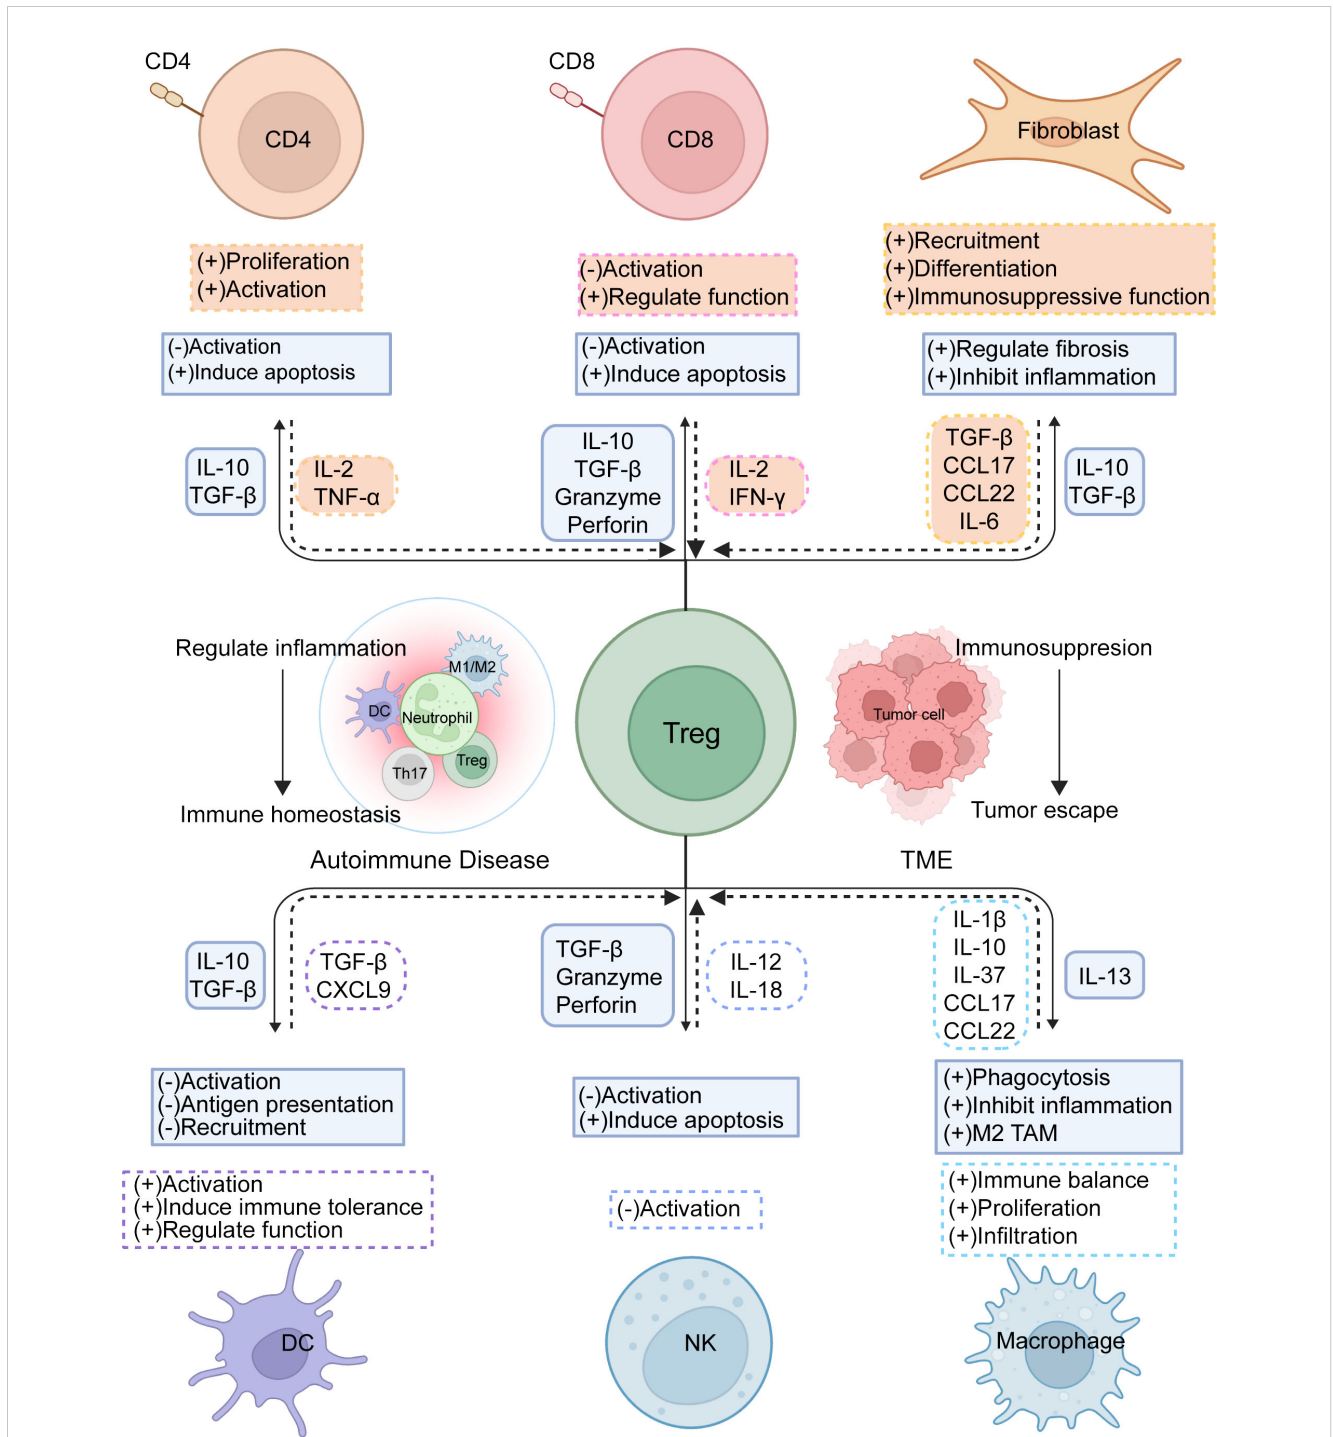 CD4
CD8
CD4
CD8
Fibroblast
(+)Proliferation
(+)Activation
(-)Activation
(+)Regulate function
(+)Recruitment
(+)Differentiation
(+)Immunosuppressive function
(-)Activation
(+)Induce apoptosis
(-)Activation
(+)Induce apoptosis
(+)Regulate fibrosis
(+)Inhibit inflammation
IL-10
TGF-β
IL-2
TNF-α
IL-10
TGF-β
Granzyme
Perforin
IL-2
IFN-γ
TGF-β
CCL17
CCL22
IL-6
IL-10
TGF-β
Regulate inflammation
Immune homeostasis
M1/M2
DC
Neutrophil
Th17
Treg
Autoimmune Disease
Treg
Tumor cell
Immunosuppresion
Tumor escape
TME
IL-10
TGF-β
TGF-β
CXCL9
TGF-β
Granzyme
Perforin
IL-12
IL-18
IL-1β
IL-10
IL-37
CCL17
CCL22
IL-13
(-)Activation
(-)Antigen presentation
(-)Recruitment
(-)Activation
(+)Induce apoptosis
(+)Phagocytosis
(+)Inhibit inflammation
(+)M2 TAM
(+)Activation
(+)Induce immune tolerance
(+)Regulate function
(-)Activation
(+)Immune balance
(+)Proliferation
(+)Infiltration
DC
NK
Macrophage